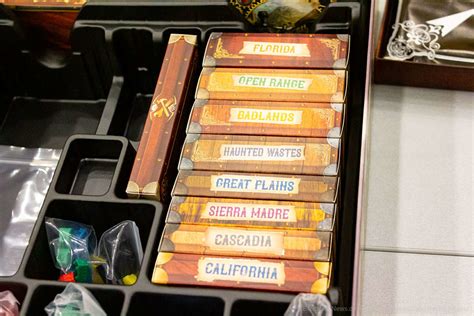 FLORIDA
OPEN RANGE
BADLANDS
HAUNTED WASTES
GREAT PLAINS
SIERRA MADRE
CASCADIA
CALIFORNIA